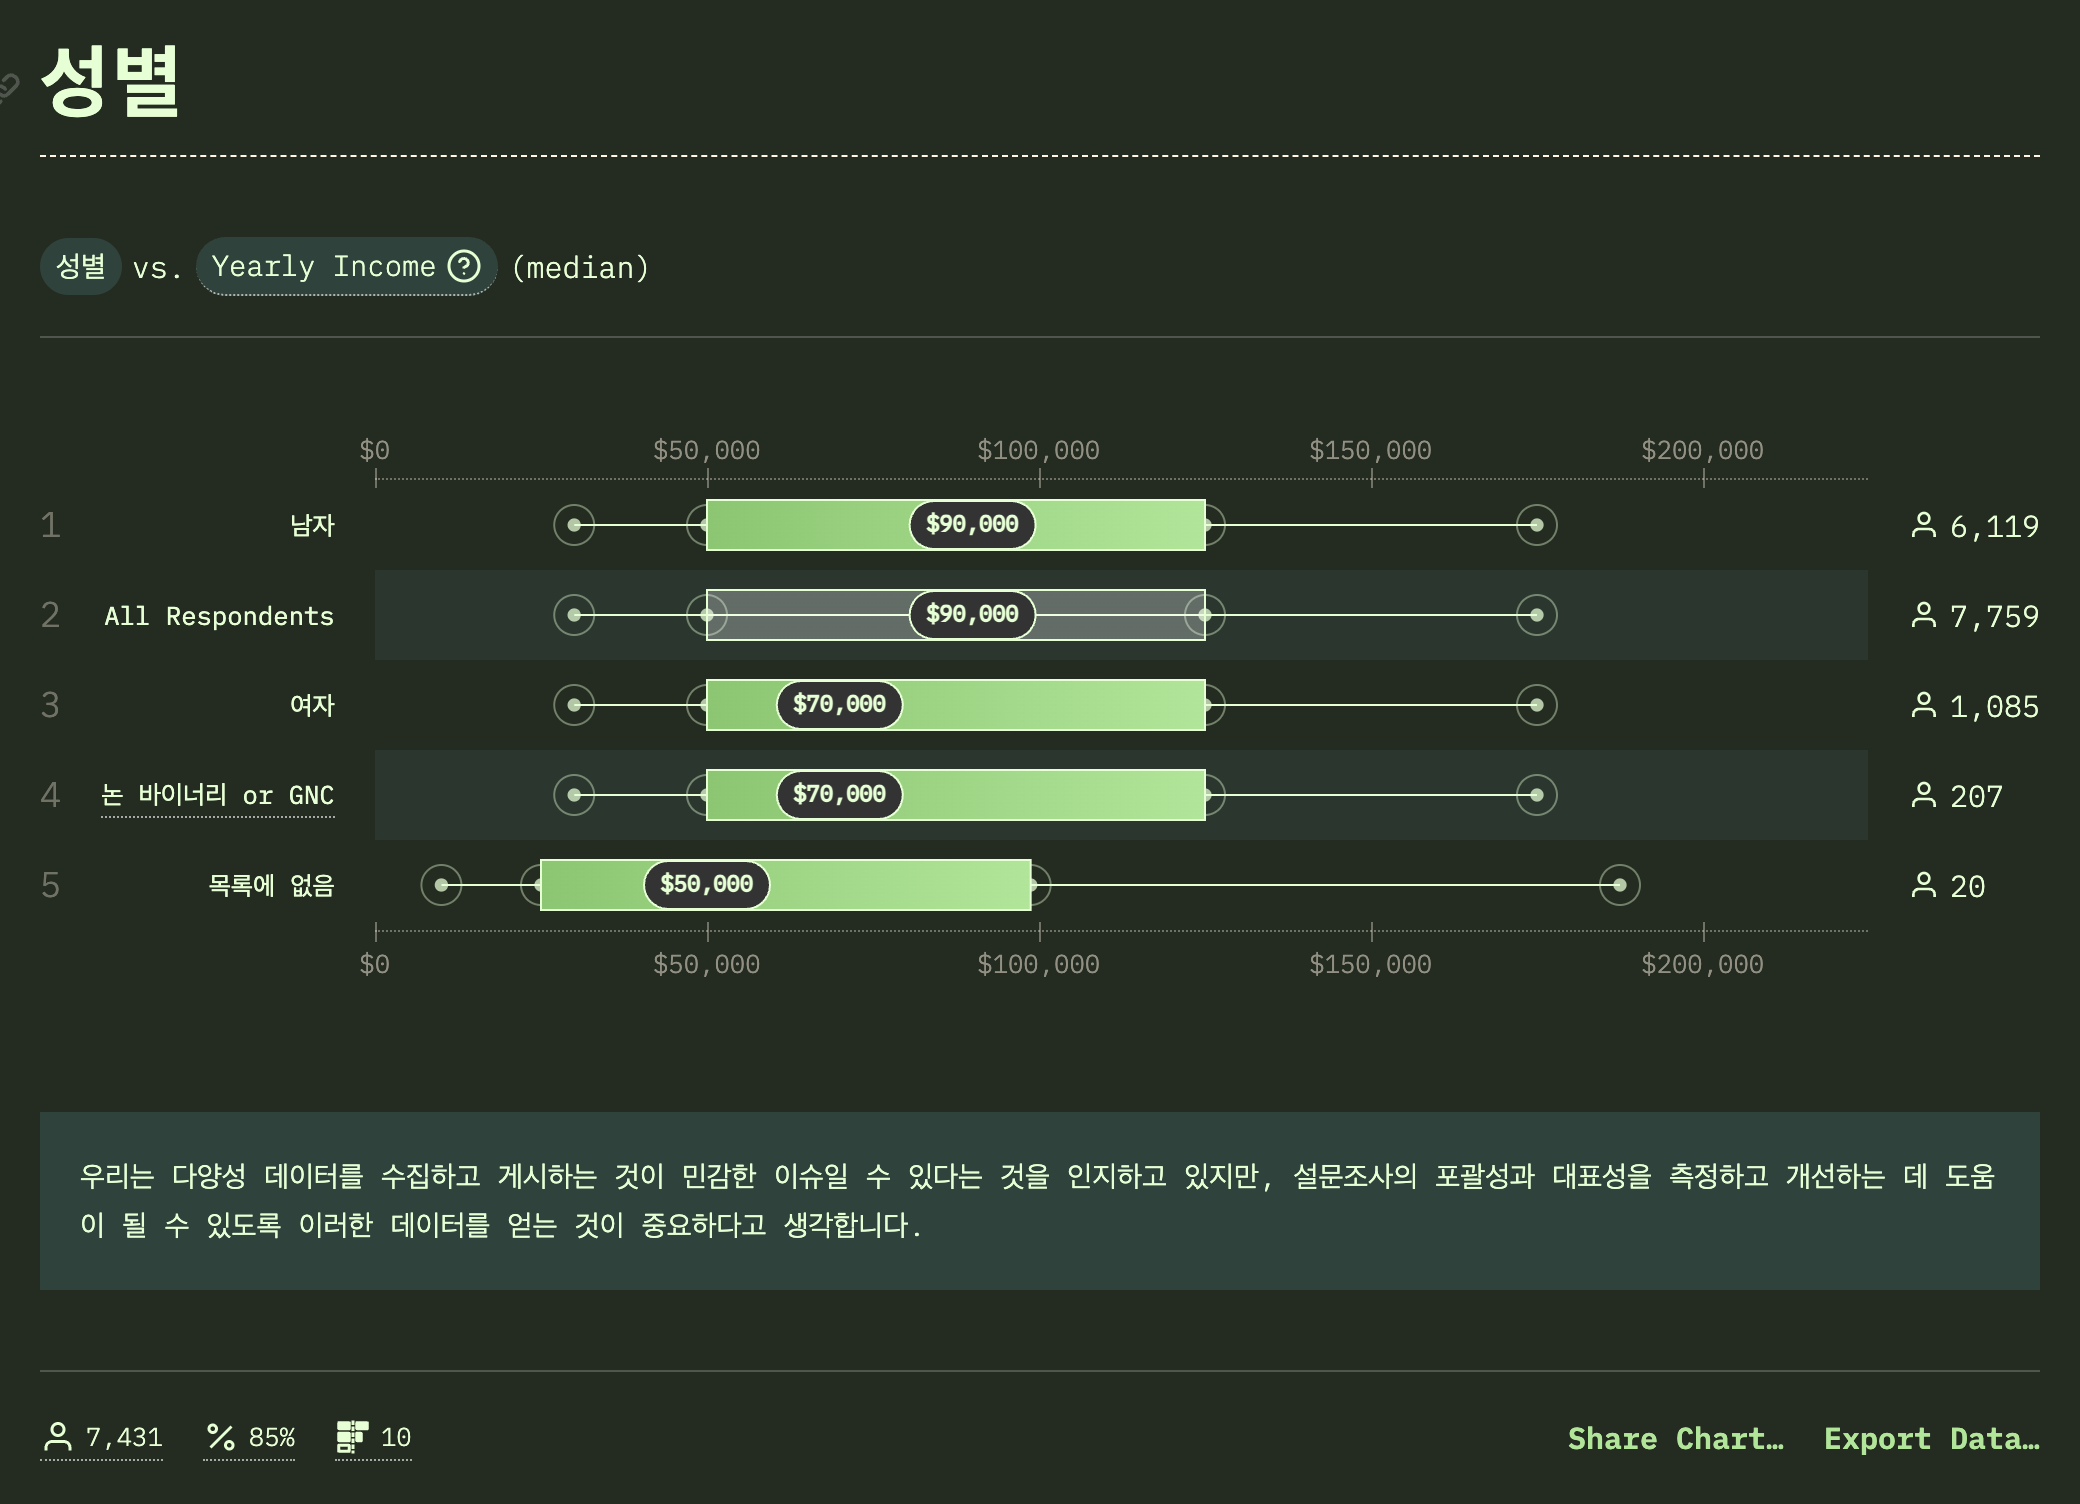 성별
성별 vs. Yearly Income (median)
$0 $50,000 $100,000 $150,000 $200,000
1 남자 $90,000 6,119
2 All Respondents $90,000 7,759
3 여자 $70,000 1,085
4 논 바이너리 or GNC $70,000 207
5 목록에 없음 $50,000 20
$0 $50,000 $100,000 $150,000 $200,000
우리는 다양성 데이터를 수집하고 게시하는 것이 민감한 이슈일 수 있다는 것을 인지하고 있지만, 설문조사의 포괄성과 대표성을 측정하고 개선하는 데 도움
이 될 수 있도록 이러한 데이터를 얻는 것이 중요하다고 생각합니다.
7,431 85% 10 Share Chart… Export Data…